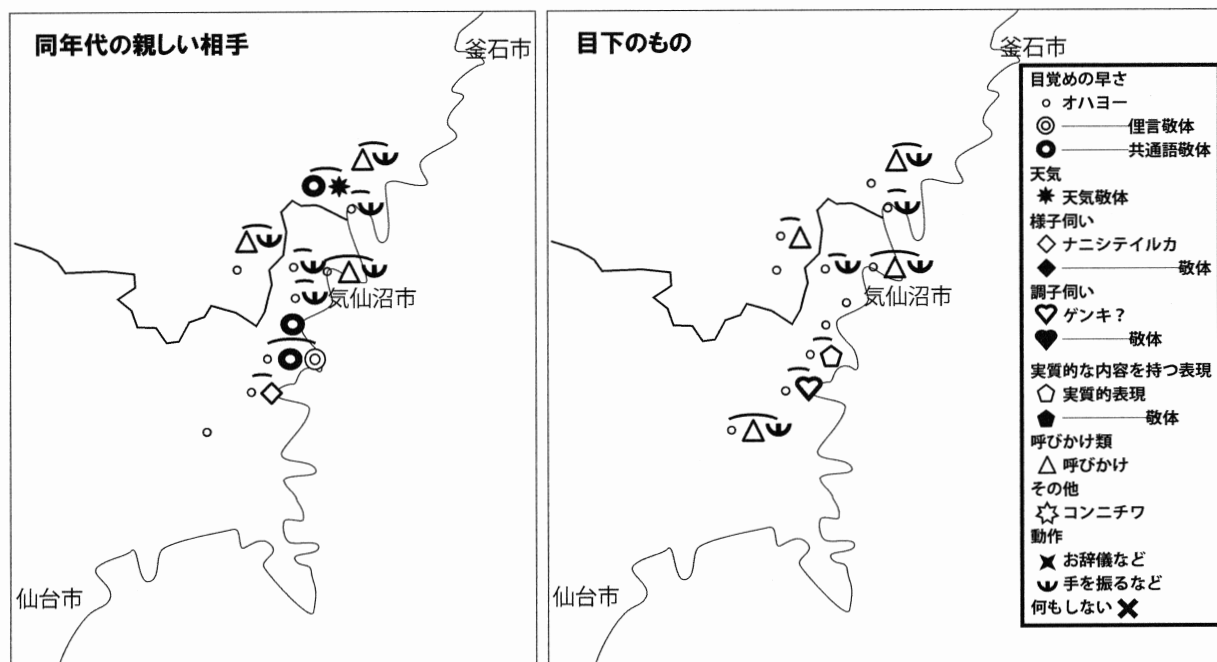 同年代の親しい相手
釜石市
気仙沼市
仙台市
目下のもの
釜石市
気仙沼市
仙台市
目覚めの早さ
オハヨー
————俚言敬体
————共通語敬体
天気
天気敬体
様子伺い
ナニシテイルカ
————敬体
調子伺い
ゲンキ？
————敬体
実質的な内容を持つ表現
実質的表現
————敬体
呼びかけ類
呼びかけ
その他
コンニチワ
動作
お辞儀など
手を振るなど
何もしない